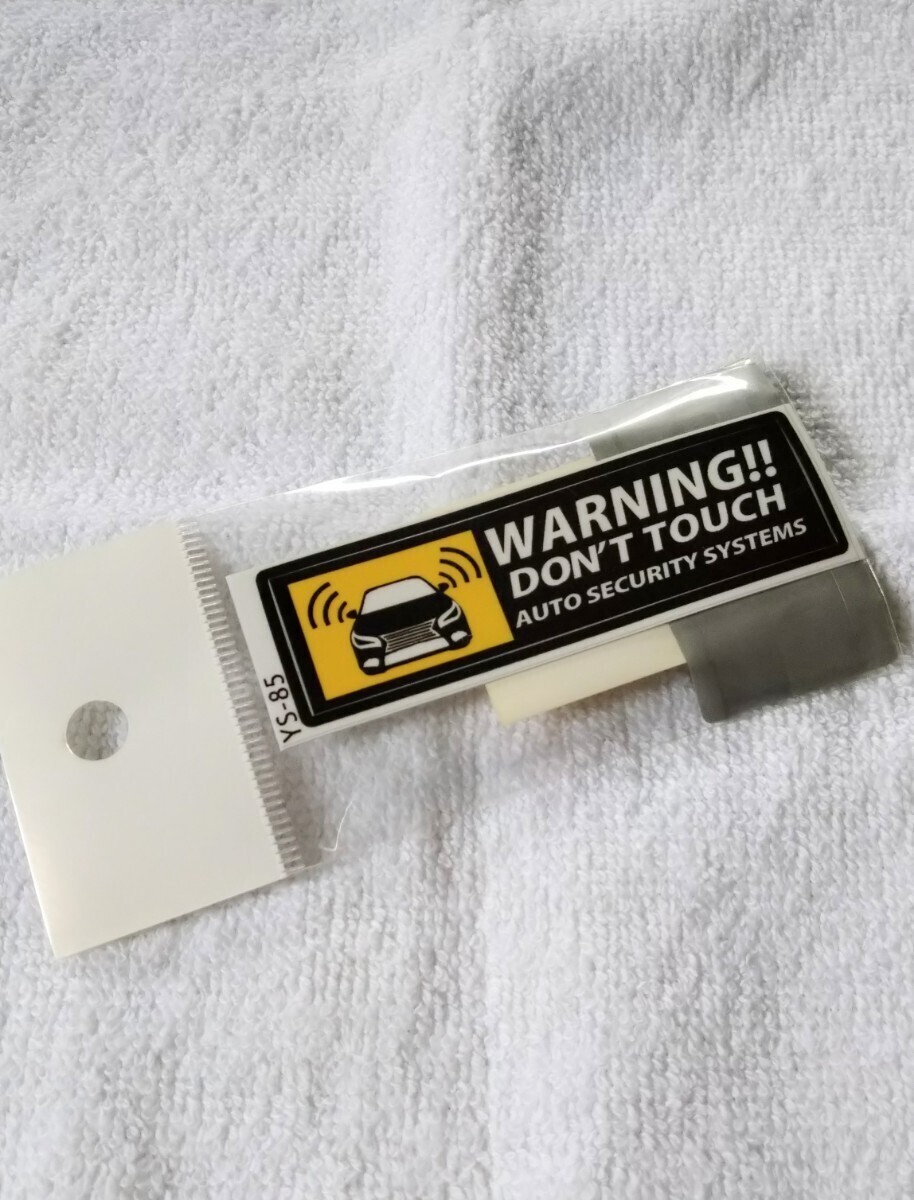 WARNING!!
DON'T TOUCH
AUTO SECURITY SYSTEMS
YS-85